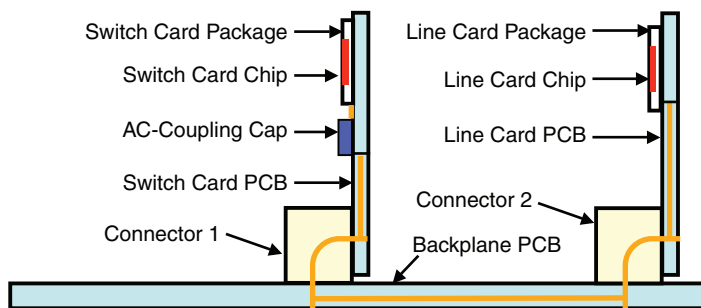 Switch Card Package
Switch Card Chip
AC-Coupling Cap
Switch Card PCB
Connector 1
Line Card Package
Line Card Chip
Line Card PCB
Connector 2
Backplane PCB